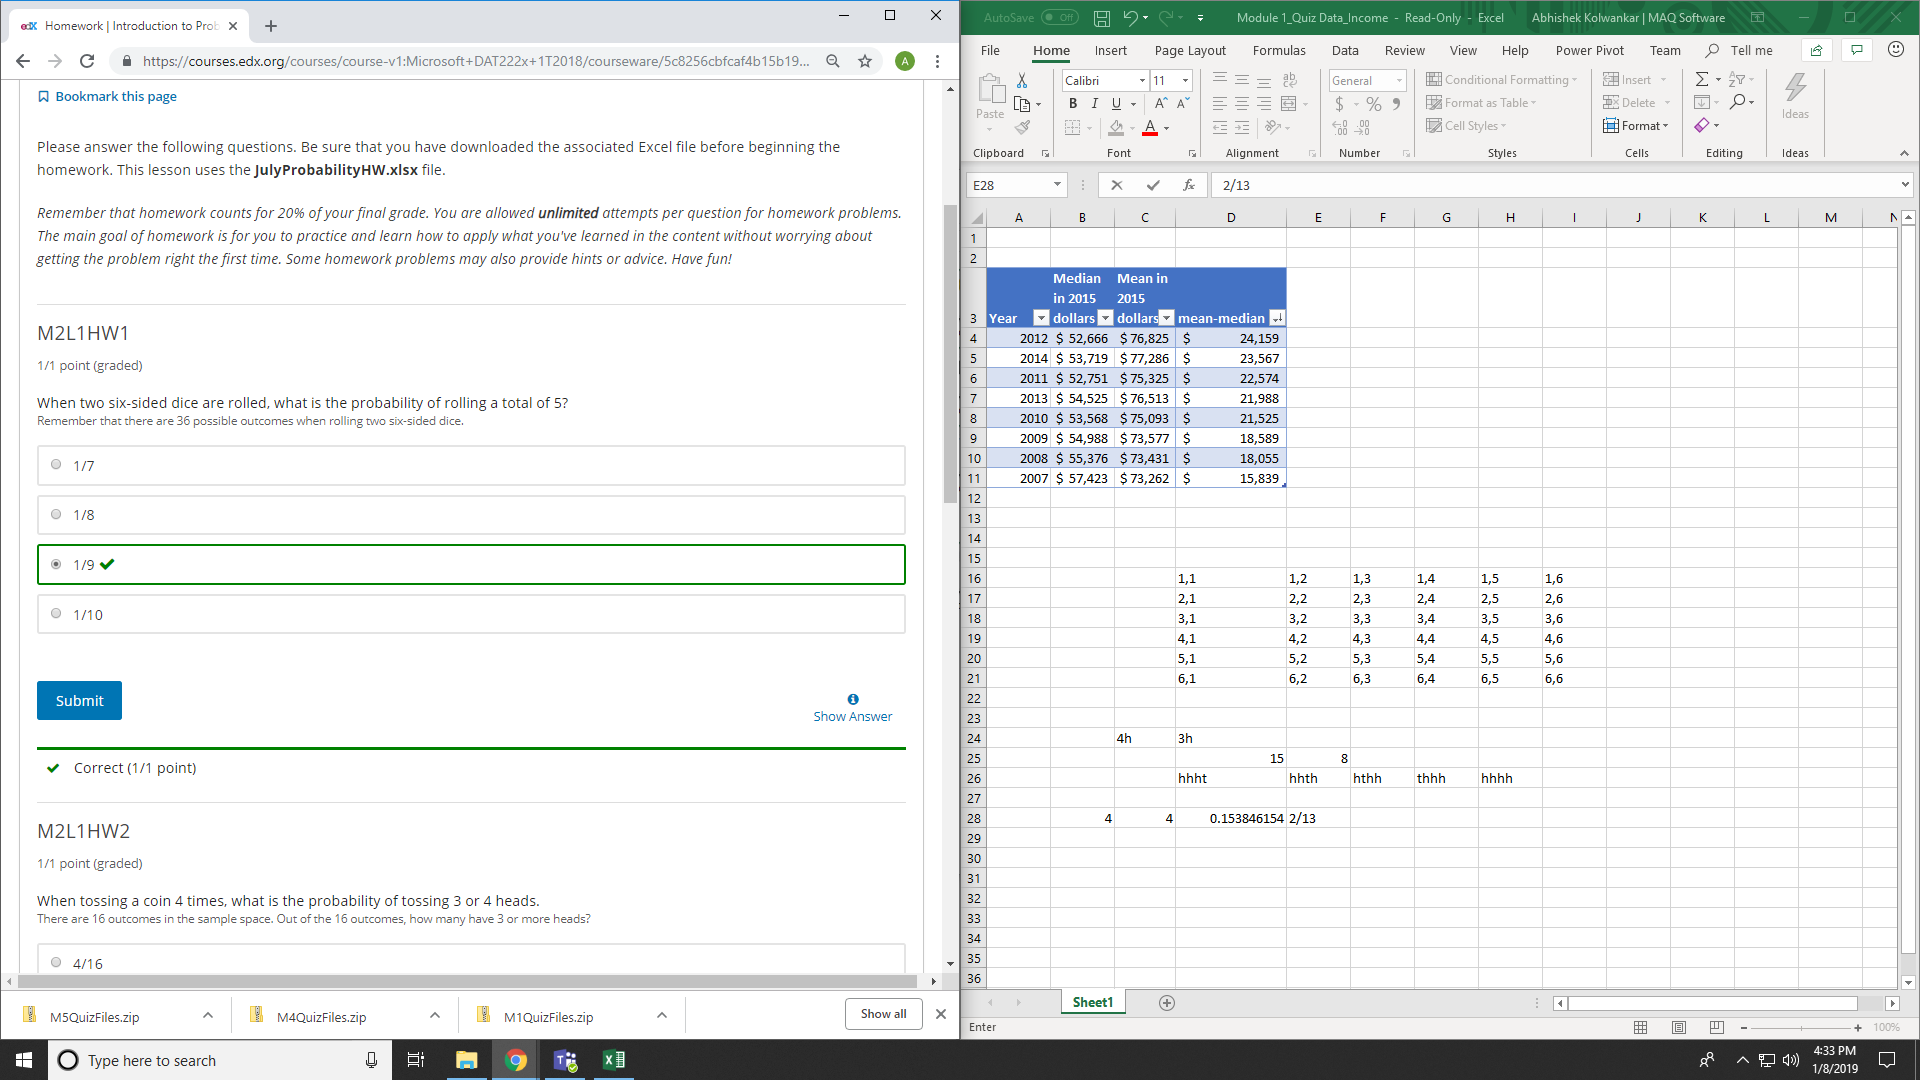 edX Homework | Introduction to Prob
https://courses.edx.org/courses/course-v1:Microsoft+DAT222x+1T2018/courseware/5c8256cbfcaf4b15b19...
A
Bookmark this page
Please answer the following questions. Be sure that you have downloaded the associated Excel file before beginning the
homework. This lesson uses the JulyProbabilityHW.xlsx file.
Remember that homework counts for 20% of your final grade. You are allowed unlimited attempts per question for homework problems.
The main goal of homework is for you to practice and learn how to apply what you've learned in the content without worrying about
getting the problem right the first time. Some homework problems may also provide hints or advice. Have fun!
M2L1HW1
1/1 point (graded)
When two six-sided dice are rolled, what is the probability of rolling a total of 5?
Remember that there are 36 possible outcomes when rolling two six-sided dice.
1/7
1/8
1/9
1/10
Submit
Show Answer
Correct (1/1 point)
M2L1HW2
1/1 point (graded)
When tossing a coin 4 times, what is the probability of tossing 3 or 4 heads.
There are 16 outcomes in the sample space. Out of the 16 outcomes, how many have 3 or more heads?
4/16
M5QuizFiles.zip M4QuizFiles.zip M1QuizFiles.zip Show all
AutoSave Off Module 1_Quiz Data_Income - Read-Only - Excel Abhishek Kolwankar | MAQ Software
File Home Insert Page Layout Formulas Data Review View Help Power Pivot Team Tell me
Paste
Calibri 11
B I U A A
A
General
$ % 9
Conditional Formatting
Format as Table
Cell Styles
Insert
Delete
Format
Ideas
Clipboard Font Alignment Number Styles Cells Editing Ideas
E28 fx 2/13
A B C D E F G H I J K L M N
1
2
Median Mean in
in 2015 2015
3 Year dollars dollars mean-median
4 2012 $ 52,666 $ 76,825 $ 24,159
5 2014 $ 53,719 $ 77,286 $ 23,567
6 2011 $ 52,751 $ 75,325 $ 22,574
7 2013 $ 54,525 $ 76,513 $ 21,988
8 2010 $ 53,568 $ 75,093 $ 21,525
9 2009 $ 54,988 $ 73,577 $ 18,589
10 2008 $ 55,376 $ 73,431 $ 18,055
11 2007 $ 57,423 $ 73,262 $ 15,839
12
13
14
15
16 1,1 1,2 1,3 1,4 1,5 1,6
17 2,1 2,2 2,3 2,4 2,5 2,6
18 3,1 3,2 3,3 3,4 3,5 3,6
19 4,1 4,2 4,3 4,4 4,5 4,6
20 5,1 5,2 5,3 5,4 5,5 5,6
21 6,1 6,2 6,3 6,4 6,5 6,6
22
23
24 4h 3h
25 15 8
26 hhht hhth hthh thhh hhhh
27
28 4 4 0.153846154 2/13
29
30
31
32
33
34
35
36
Sheet1
Enter 100%
Type here to search
4:33 PM
1/8/2019